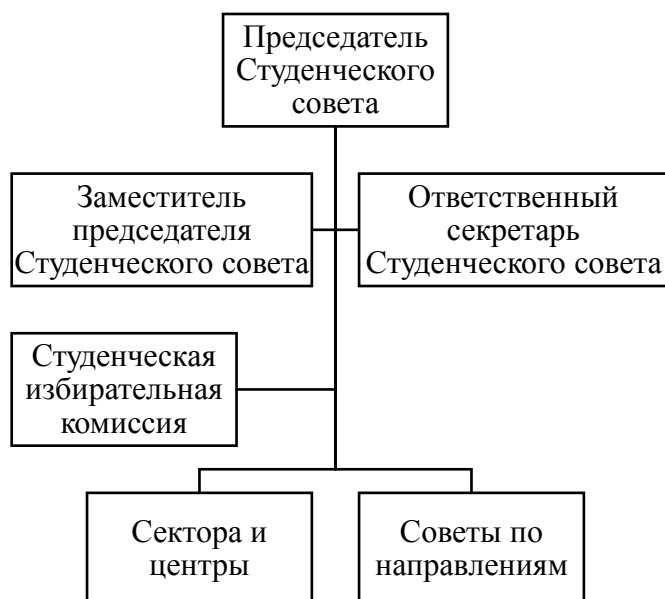 Председатель
Студенческого
совета
Заместитель
председателя
Студенческого совета
Ответственный
секретарь
Студенческого совета
Студенческая
избирательная
комиссия
Сектора и
центры
Советы по
направлениям